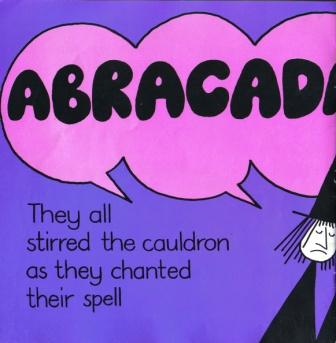 ABRACADA
They all
stirred the cauldron
as they chanted
their spell